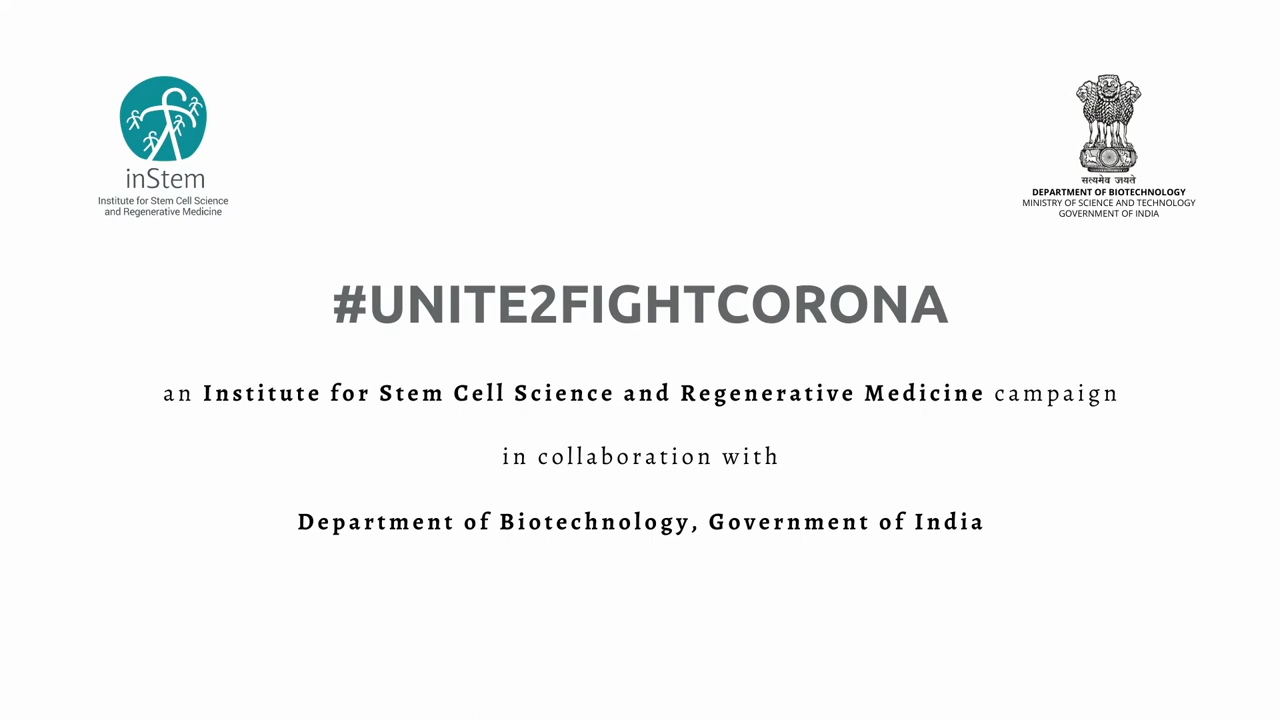 inStem
Institute for Stem Cell Science
and Regenerative Medicine
सत्यमेव जयते
DEPARTMENT OF BIOTECHNOLOGY
MINISTRY OF SCIENCE AND TECHNOLOGY
GOVERNMENT OF INDIA
#UNITE2FIGHTCORONA
an Institute for Stem Cell Science and Regenerative Medicine campaign
in collaboration with
Department of Biotechnology, Government of India